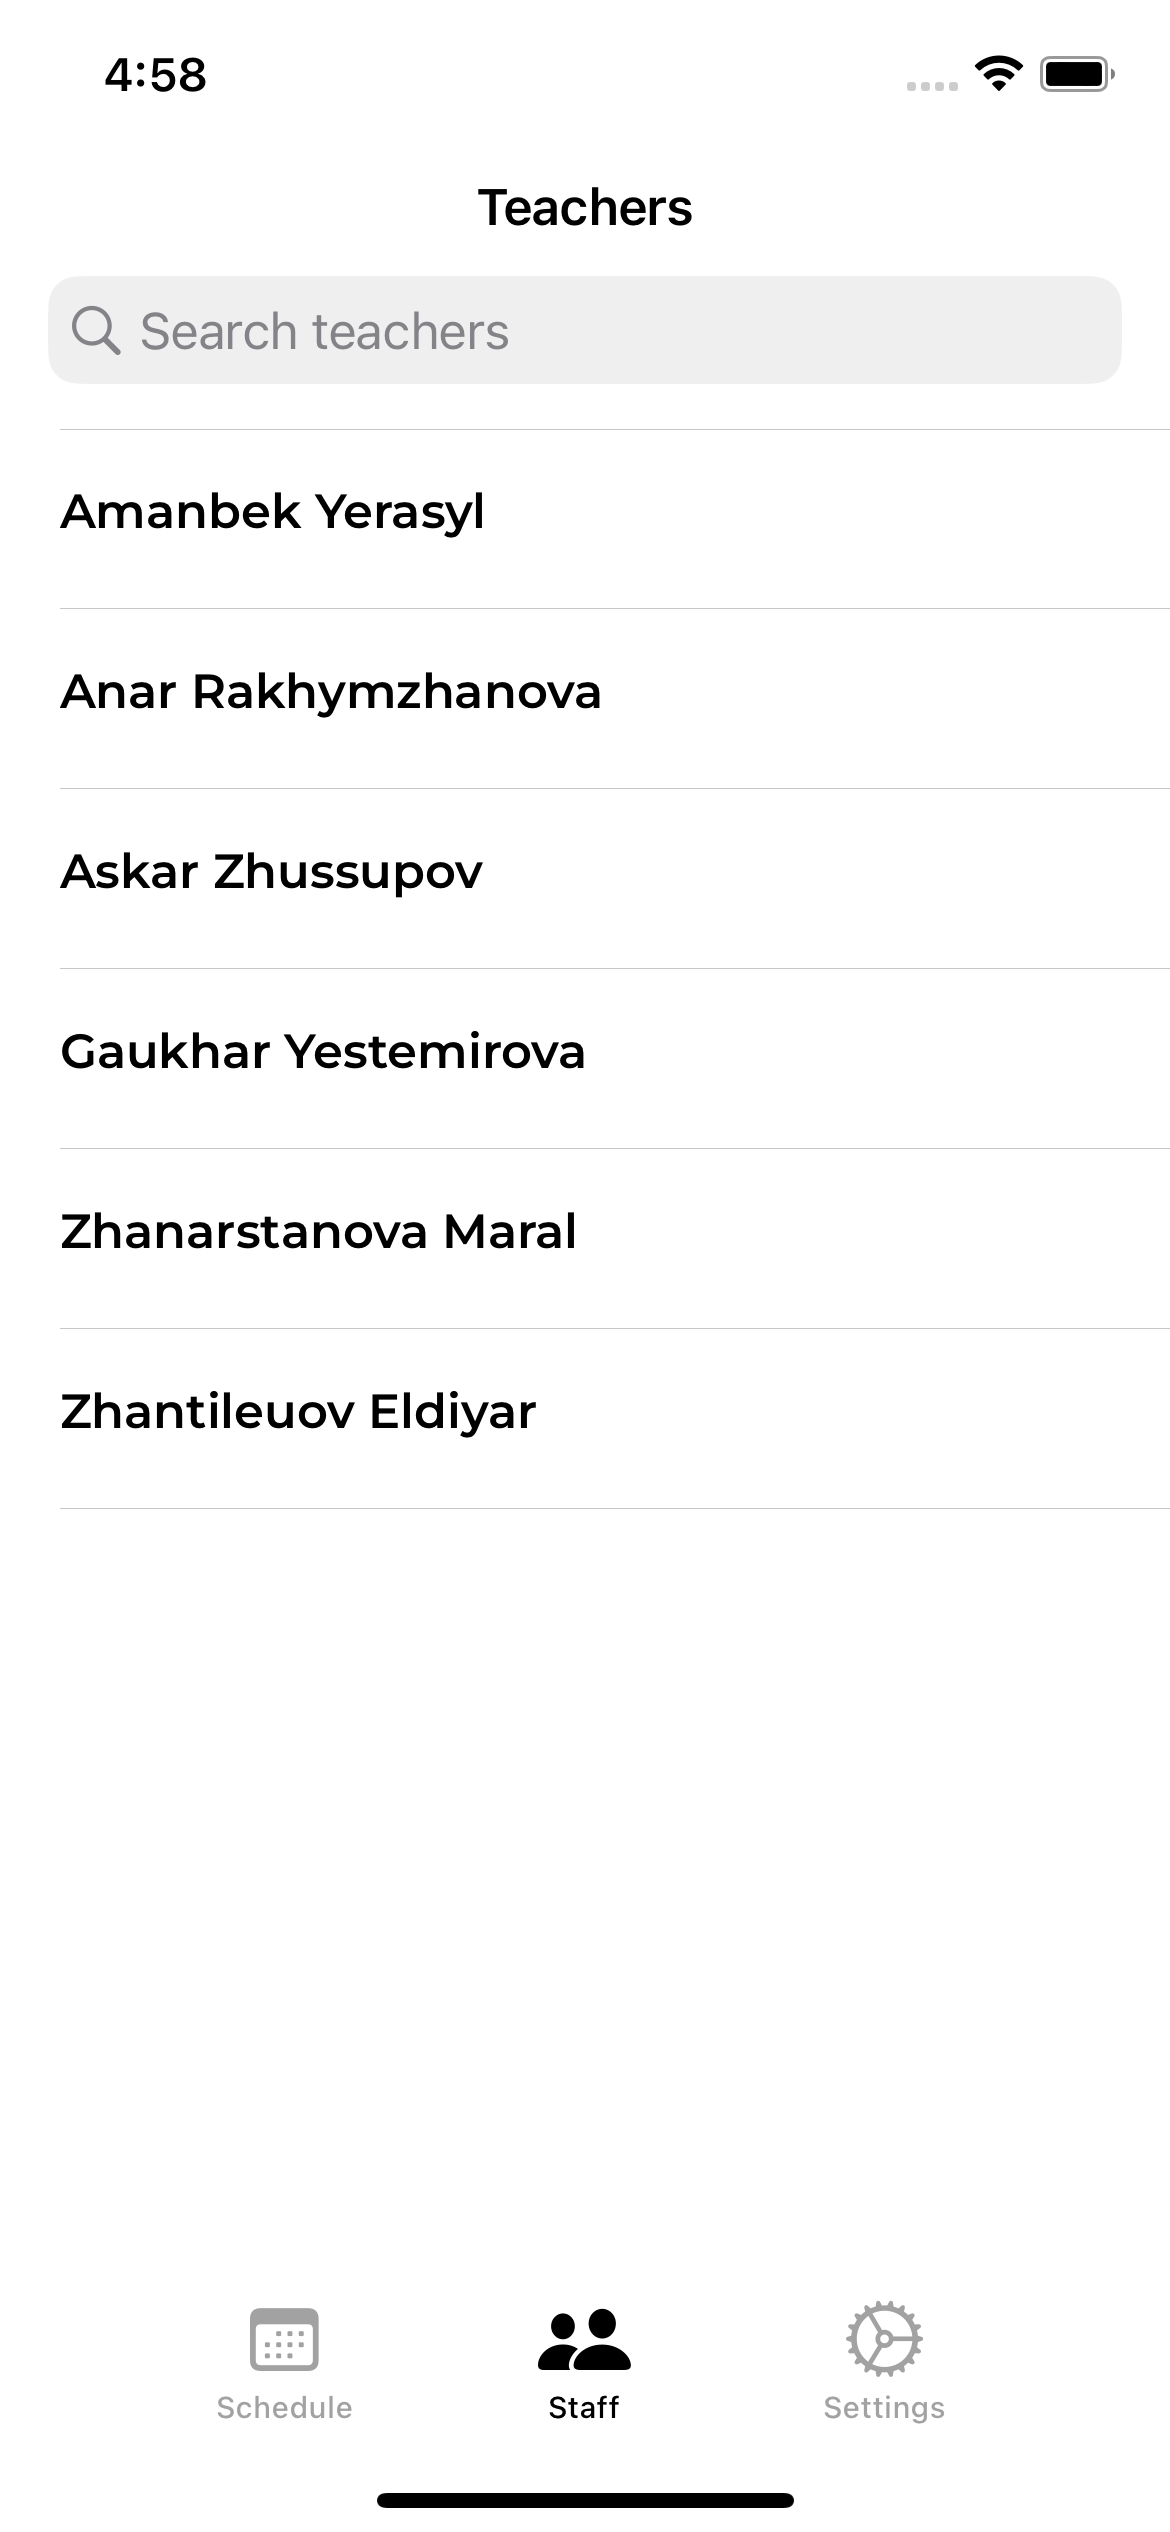 4:58
Teachers
Search teachers
Amanbek Yerasyl
Anar Rakhymzhanova
Askar Zhussupov
Gaukhar Yestemirova
Zhanarstanova Maral
Zhantileuov Eldiyar
Schedule
Staff
Settings